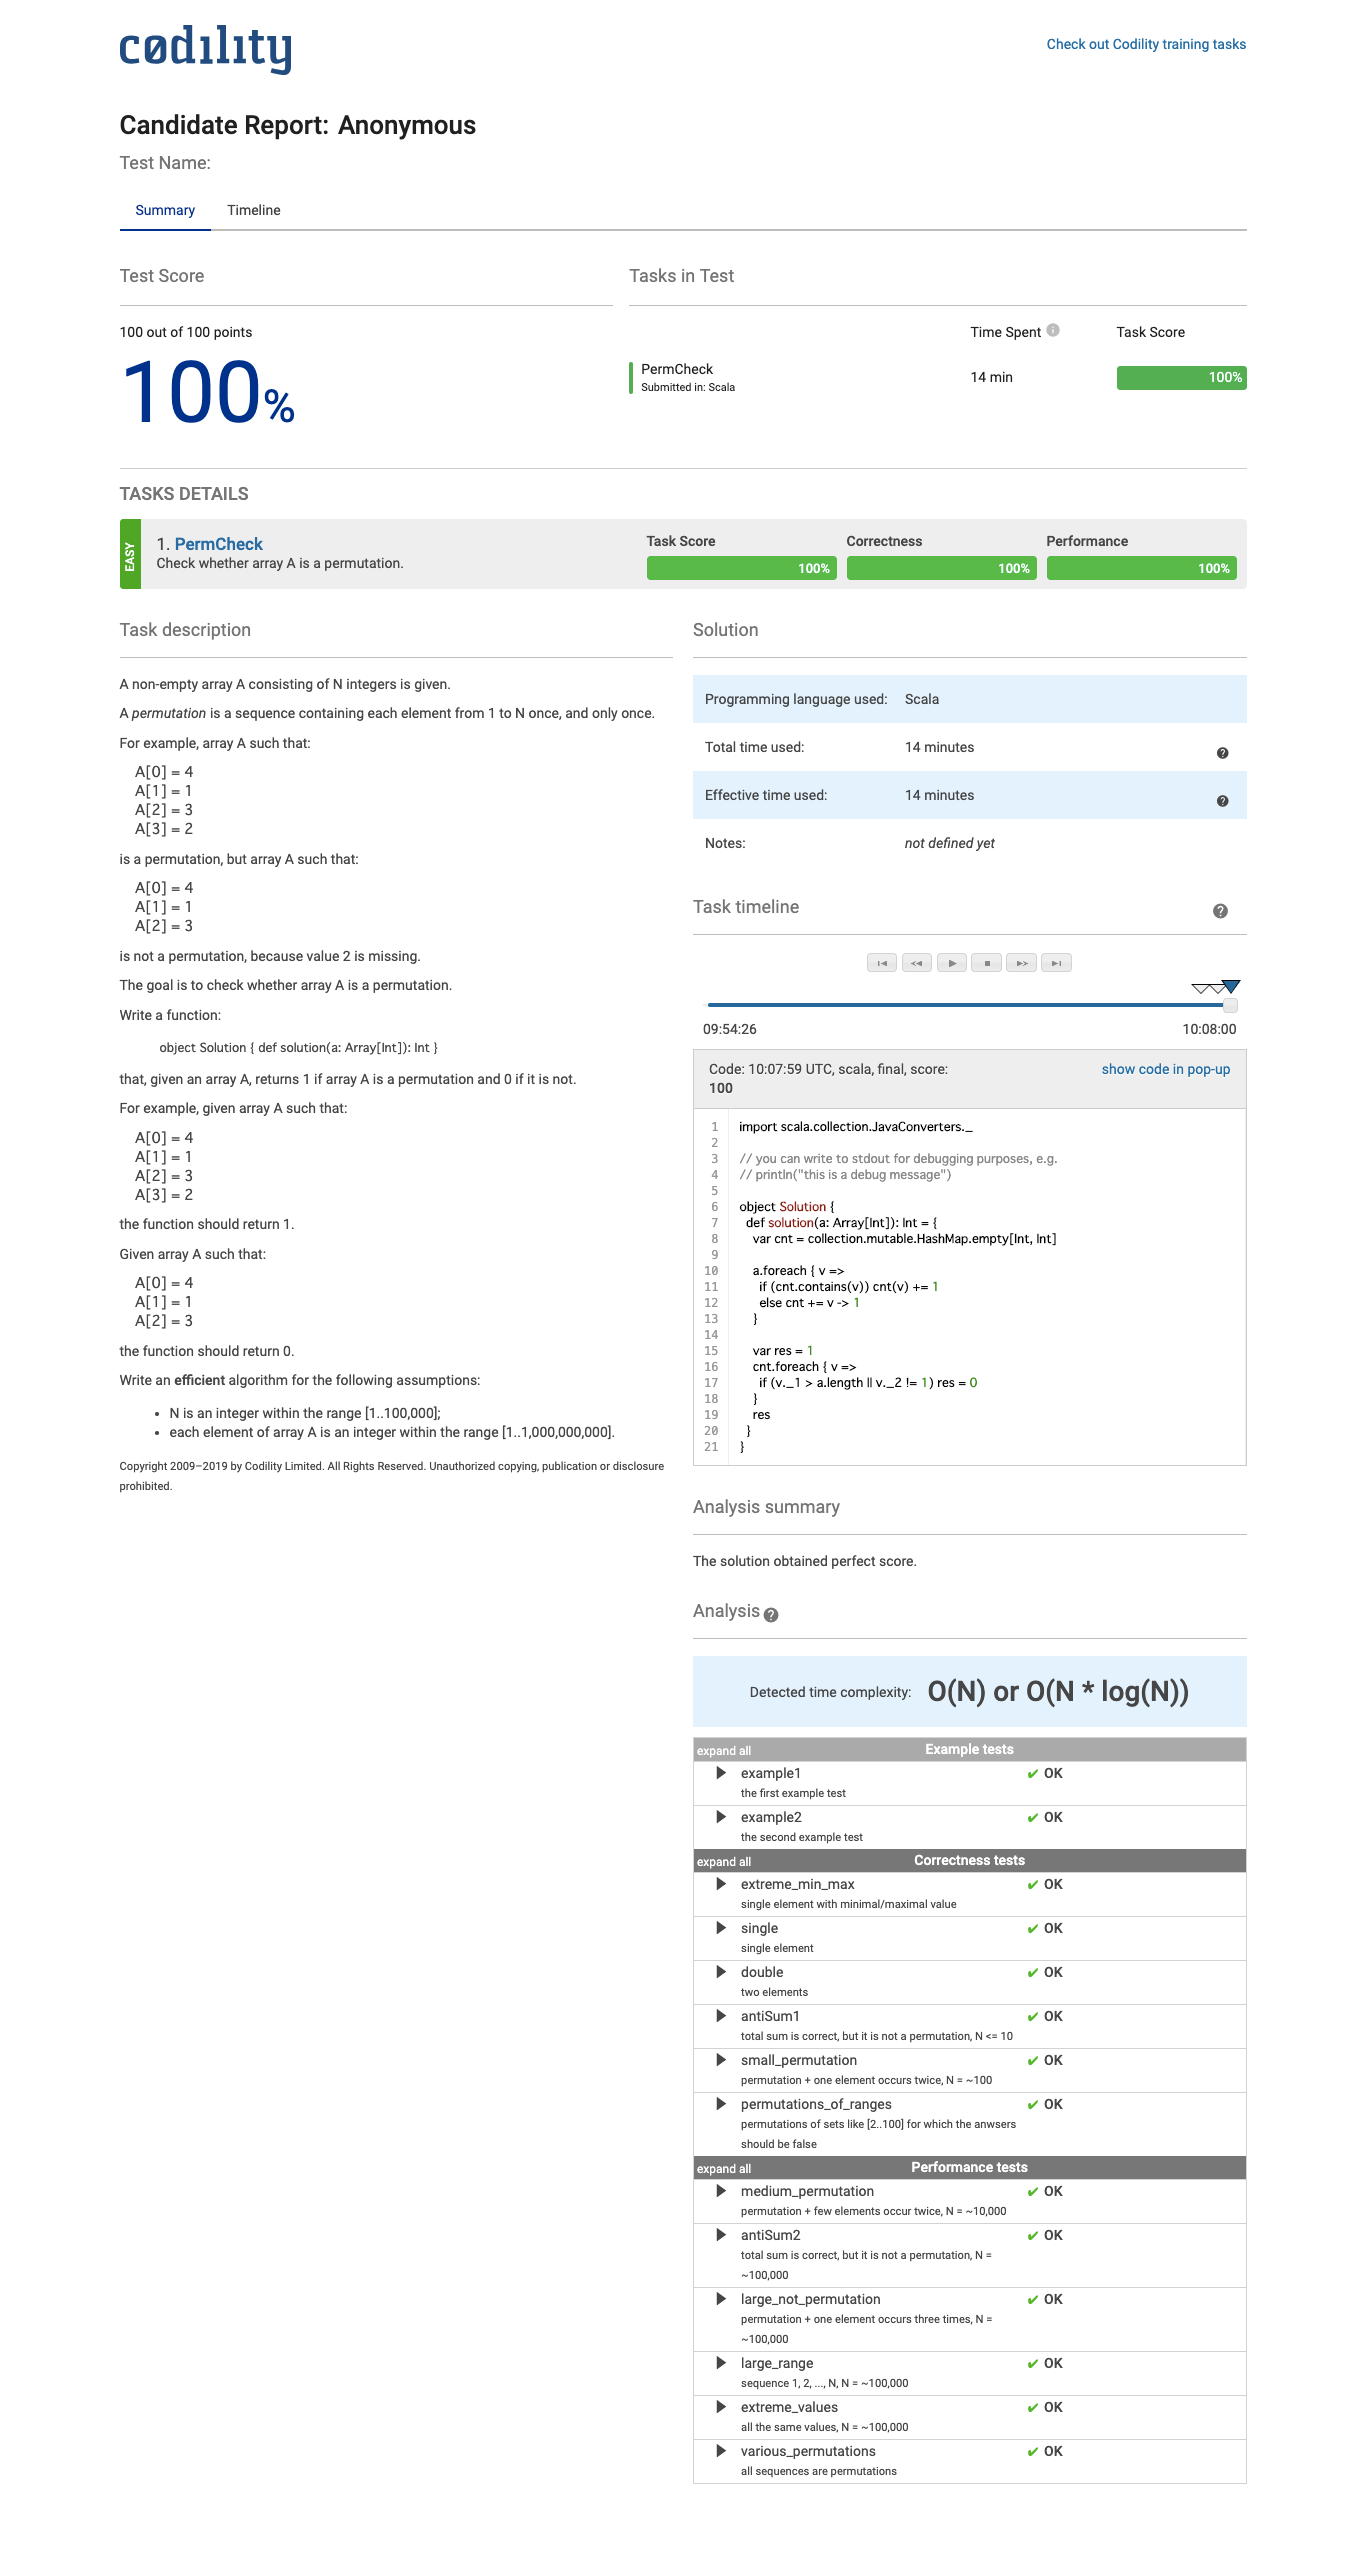 codility
Check out Codility training tasks
Candidate Report: Anonymous
Test Name:
Summary Timeline
Test Score
100 out of 100 points
100%
Tasks in Test
Time Spent Task Score
PermCheck
Submitted in: Scala
14 min
100%
TASKS DETAILS
EASY
1. PermCheck
Check whether array A is a permutation.
Task Score Correctness Performance
100% 100% 100%
Task description
A non-empty array A consisting of N integers is given.
A permutation is a sequence containing each element from 1 to N once, and only once.
For example, array A such that:
A[0] = 4
A[1] = 1
A[2] = 3
A[3] = 2
is a permutation, but array A such that:
A[0] = 4
A[1] = 1
A[2] = 3
is not a permutation, because value 2 is missing.
The goal is to check whether array A is a permutation.
Write a function:
object Solution { def solution(a: Array[Int]): Int }
that, given an array A, returns 1 if array A is a permutation and 0 if it is not.
For example, given array A such that:
A[0] = 4
A[1] = 1
A[2] = 3
A[3] = 2
the function should return 1.
Given array A such that:
A[0] = 4
A[1] = 1
A[2] = 3
the function should return 0.
Write an efficient algorithm for the following assumptions:
• N is an integer within the range [1..100,000];
• each element of array A is an integer within the range [1..1,000,000,000].
Copyright 2009–2019 by Codility Limited. All Rights Reserved. Unauthorized copying, publication or disclosure
prohibited.
Solution
Programming language used: Scala
Total time used: 14 minutes
Effective time used: 14 minutes
Notes: not defined yet
Task timeline
09:54:26 10:08:00
Code: 10:07:59 UTC, scala, final, score:
100
show code in pop-up
1 import scala.collection.JavaConverters._
2
3 // you can write to stdout for debugging purposes, e.g.
4 // println("this is a debug message")
5
6 object Solution {
7 def solution(a: Array[Int]): Int = {
8 var cnt = collection.mutable.HashMap.empty[Int, Int]
9
10 a.foreach { v =>
11 if (cnt.contains(v)) cnt(v) += 1
12 else cnt += v -> 1
13 }
14
15 var res = 1
16 cnt.foreach { v =>
17 if (v._1 > a.length || v._2 != 1) res = 0
18 }
19 res
20 }
21 }
Analysis summary
The solution obtained perfect score.
Analysis
Detected time complexity: O(N) or O(N * log(N))
expand all Example tests
example1 ✔ OK
the first example test
example2 ✔ OK
the second example test
expand all Correctness tests
extreme_min_max ✔ OK
single element with minimal/maximal value
single ✔ OK
single element
double ✔ OK
two elements
antiSum1 ✔ OK
total sum is correct, but it is not a permutation, N <= 10
small_permutation ✔ OK
permutation + one element occurs twice, N = ~100
permutations_of_ranges ✔ OK
permutations of sets like [2..100] for which the anwsers
should be false
expand all Performance tests
medium_permutation ✔ OK
permutation + few elements occur twice, N = ~10,000
antiSum2 ✔ OK
total sum is correct, but it is not a permutation, N =
~100,000
large_not_permutation ✔ OK
permutation + one element occurs three times, N =
~100,000
large_range ✔ OK
sequence 1, 2, ..., N, N = ~100,000
extreme_values ✔ OK
all the same values, N = ~100,000
various_permutations ✔ OK
all sequences are permutations